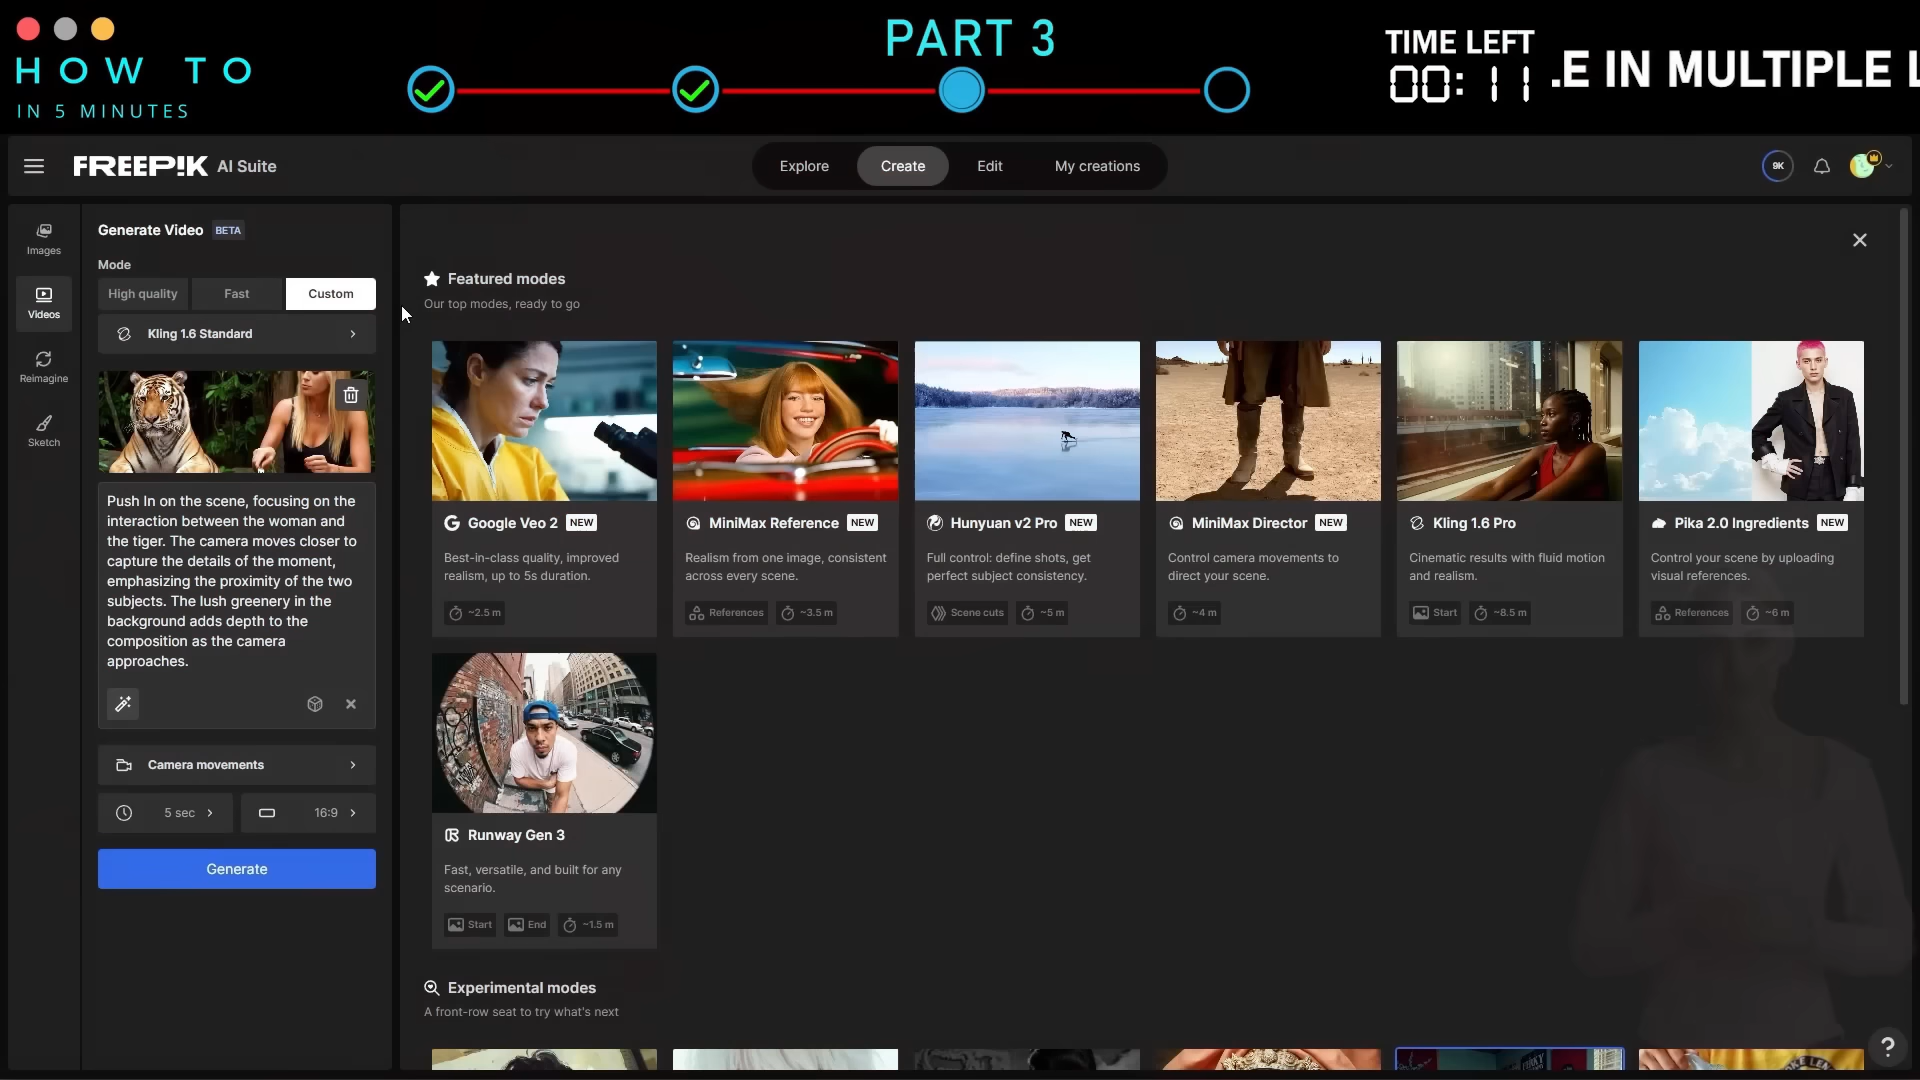 PART 3
HOW TO
IN 5 MINUTES
TIME LEFT
00:11
.E IN MULTIPLE L
FREEPIK AI Suite
Explore
Create
Edit
My creations
9K
Images
Videos
Reimagine
Sketch
Generate Video BETA
Mode
High quality
Fast
Custom
Kling 1.6 Standard
Push In on the scene, focusing on the
interaction between the woman and
the tiger. The camera moves closer to
capture the details of the moment,
emphasizing the proximity of the two
subjects. The lush greenery in the
background adds depth to the
composition as the camera
approaches.
Camera movements
5 sec
16:9
Generate
Featured modes
Our top modes, ready to go
Google Veo 2 NEW
Best-in-class quality, improved
realism, up to 5s duration.
~2.5 m
MiniMax Reference NEW
Realism from one image, consistent
across every scene.
References
~3.5 m
Hunyuan v2 Pro NEW
Full control: define shots, get
perfect subject consistency.
Scene cuts
~5 m
MiniMax Director NEW
Control camera movements to
direct your scene.
~4 m
Kling 1.6 Pro
Cinematic results with fluid motion
and realism.
Start
~8.5 m
Pika 2.0 Ingredients NEW
Control your scene by uploading
visual references.
References
~6 m
Runway Gen 3
Fast, versatile, and built for any
scenario.
Start
End
~1.5 m
Experimental modes
A front-row seat to try what's next
?